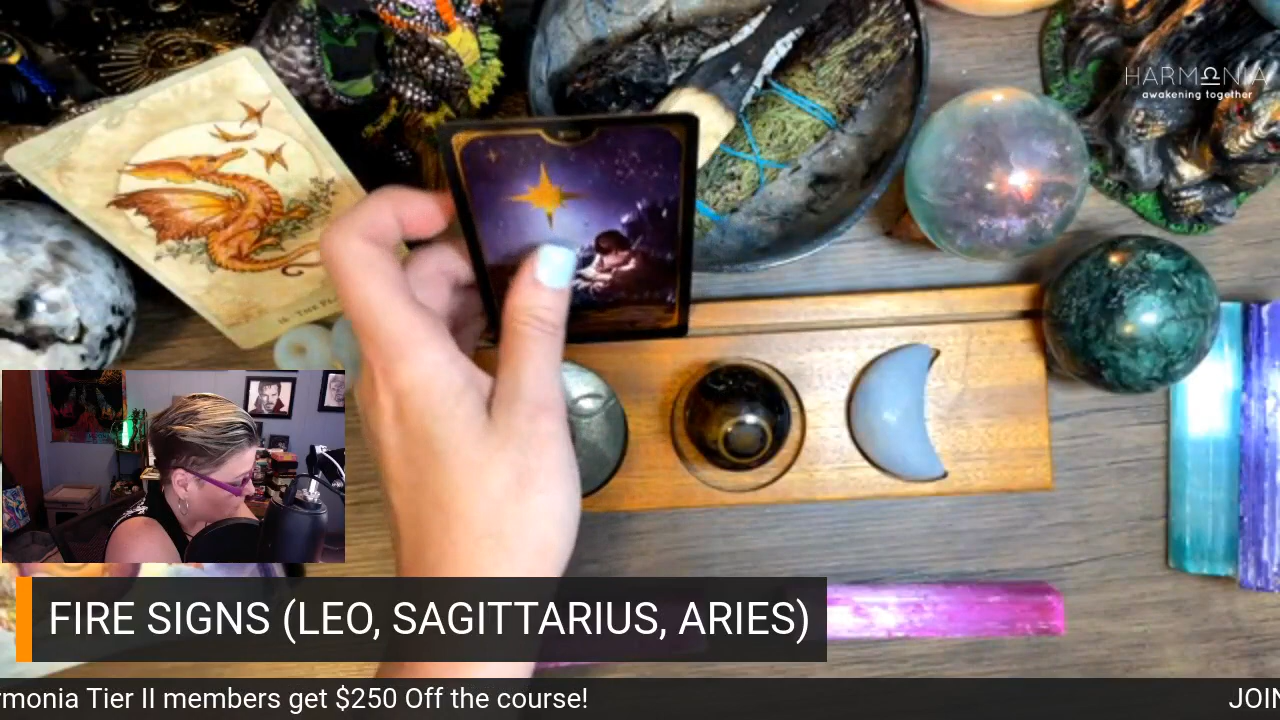 HARMONIA
awakening together
FIRE SIGNS (LEO, SAGITTARIUS, ARIES)
rmonia Tier II members get $250 Off the course!
JOIN